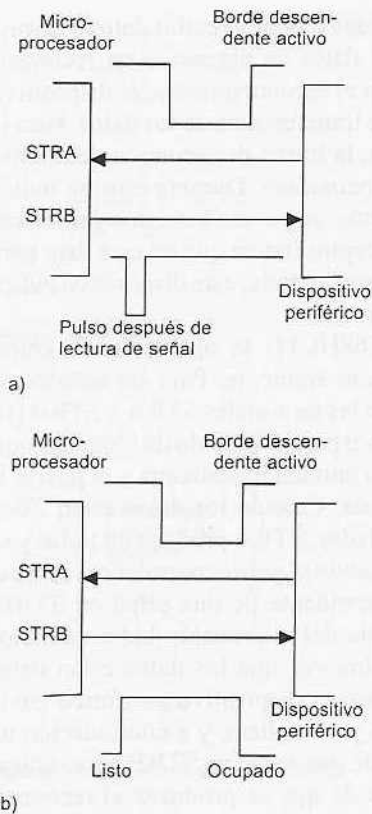 Micro-
procesador
Borde descen-
dente activo
STRA
STRB
Dispositivo
periférico
Pulso después de
lectura de señal
a)
Micro-
procesador
Borde descen-
dente activo
STRA
STRB
Dispositivo
periférico
Listo
Ocupado
b)